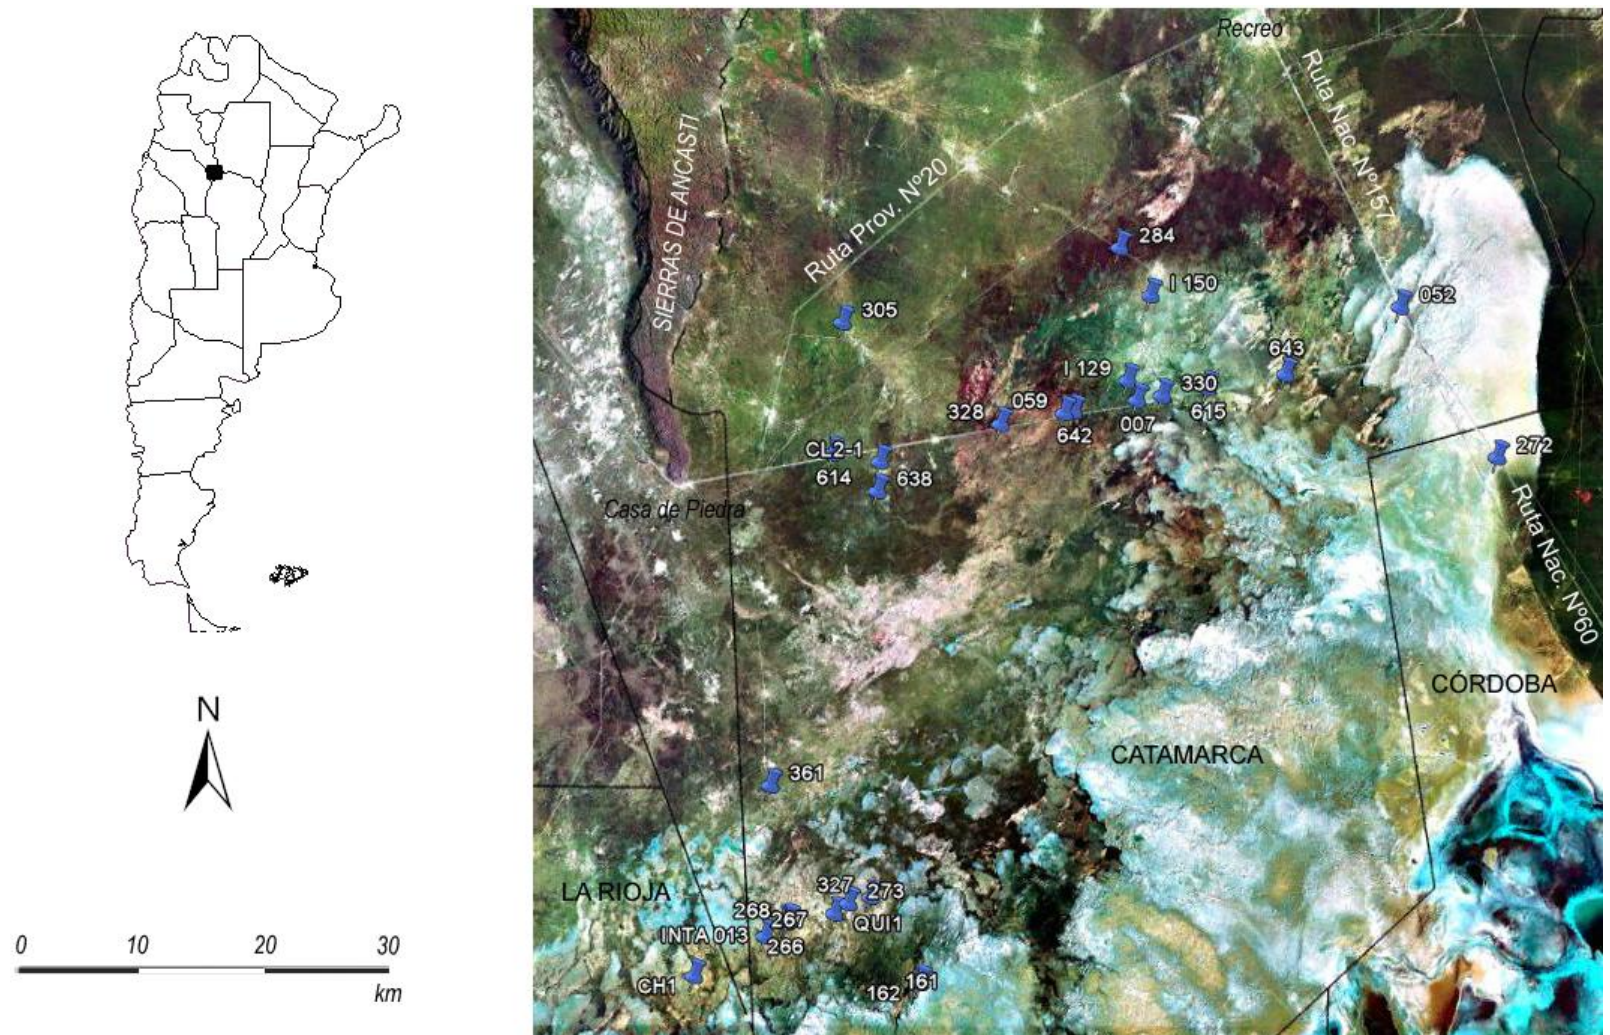 Recreo
Ruta Nac. Nº157
SIERRAS DE ANCASTI
Ruta Prov. Nº20
284
I 150
052
305
643
I 129
330
059
328
615
007
642
CL2-1
272
614
638
Casa de Piedra
Ruta Nac. Nº60
CÓRDOBA
N
CATAMARCA
361
LA RIOJA
327
273
268
267
QUI1
INTA 013
266
0 10 20 30
km
CH1
161
162